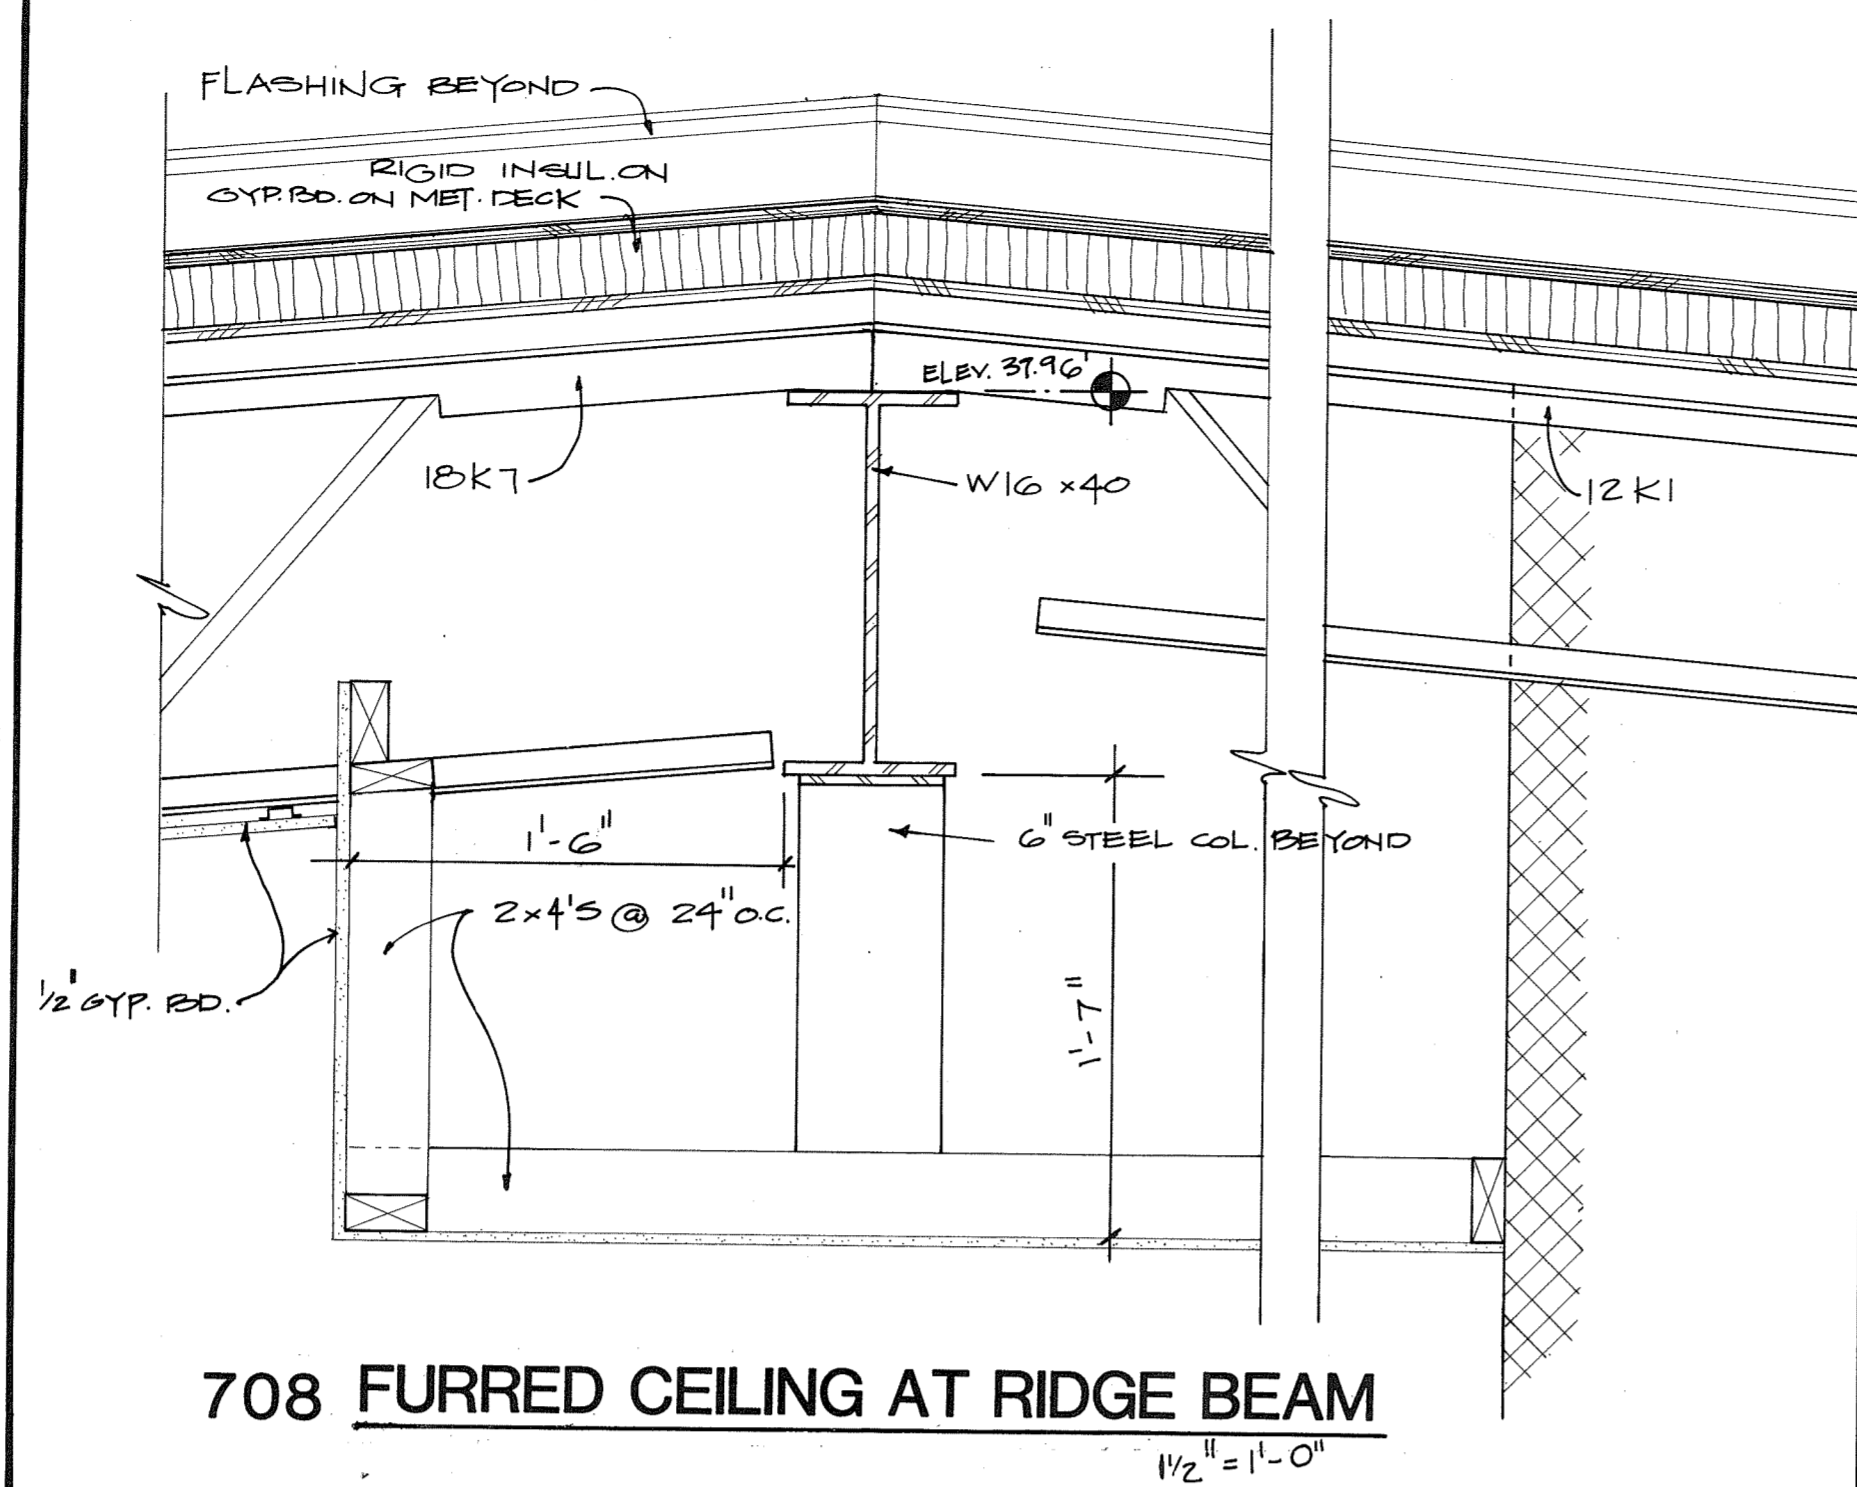 FLASHING BEYOND
RIGID INSUL. ON
GYP. BD. ON MET. DECK
ELEV. 37.96'
18K7
W16 x40
12 K1
1'-6"
6" STEEL COL. BEYOND
2x4'S @ 24" O.C.
1/2" GYP. BD.
1'-7"
708 FURRED CEILING AT RIDGE BEAM
1 1/2" = 1'-0"